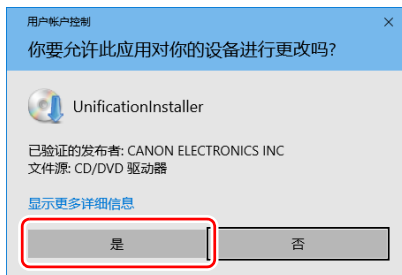 用户帐户控制
你要允许此应用对你的设备进行更改吗?
UnificationInstaller
已验证的发布者: CANON ELECTRONICS INC
文件源: CD/DVD 驱动器
显示更多详细信息
是
否